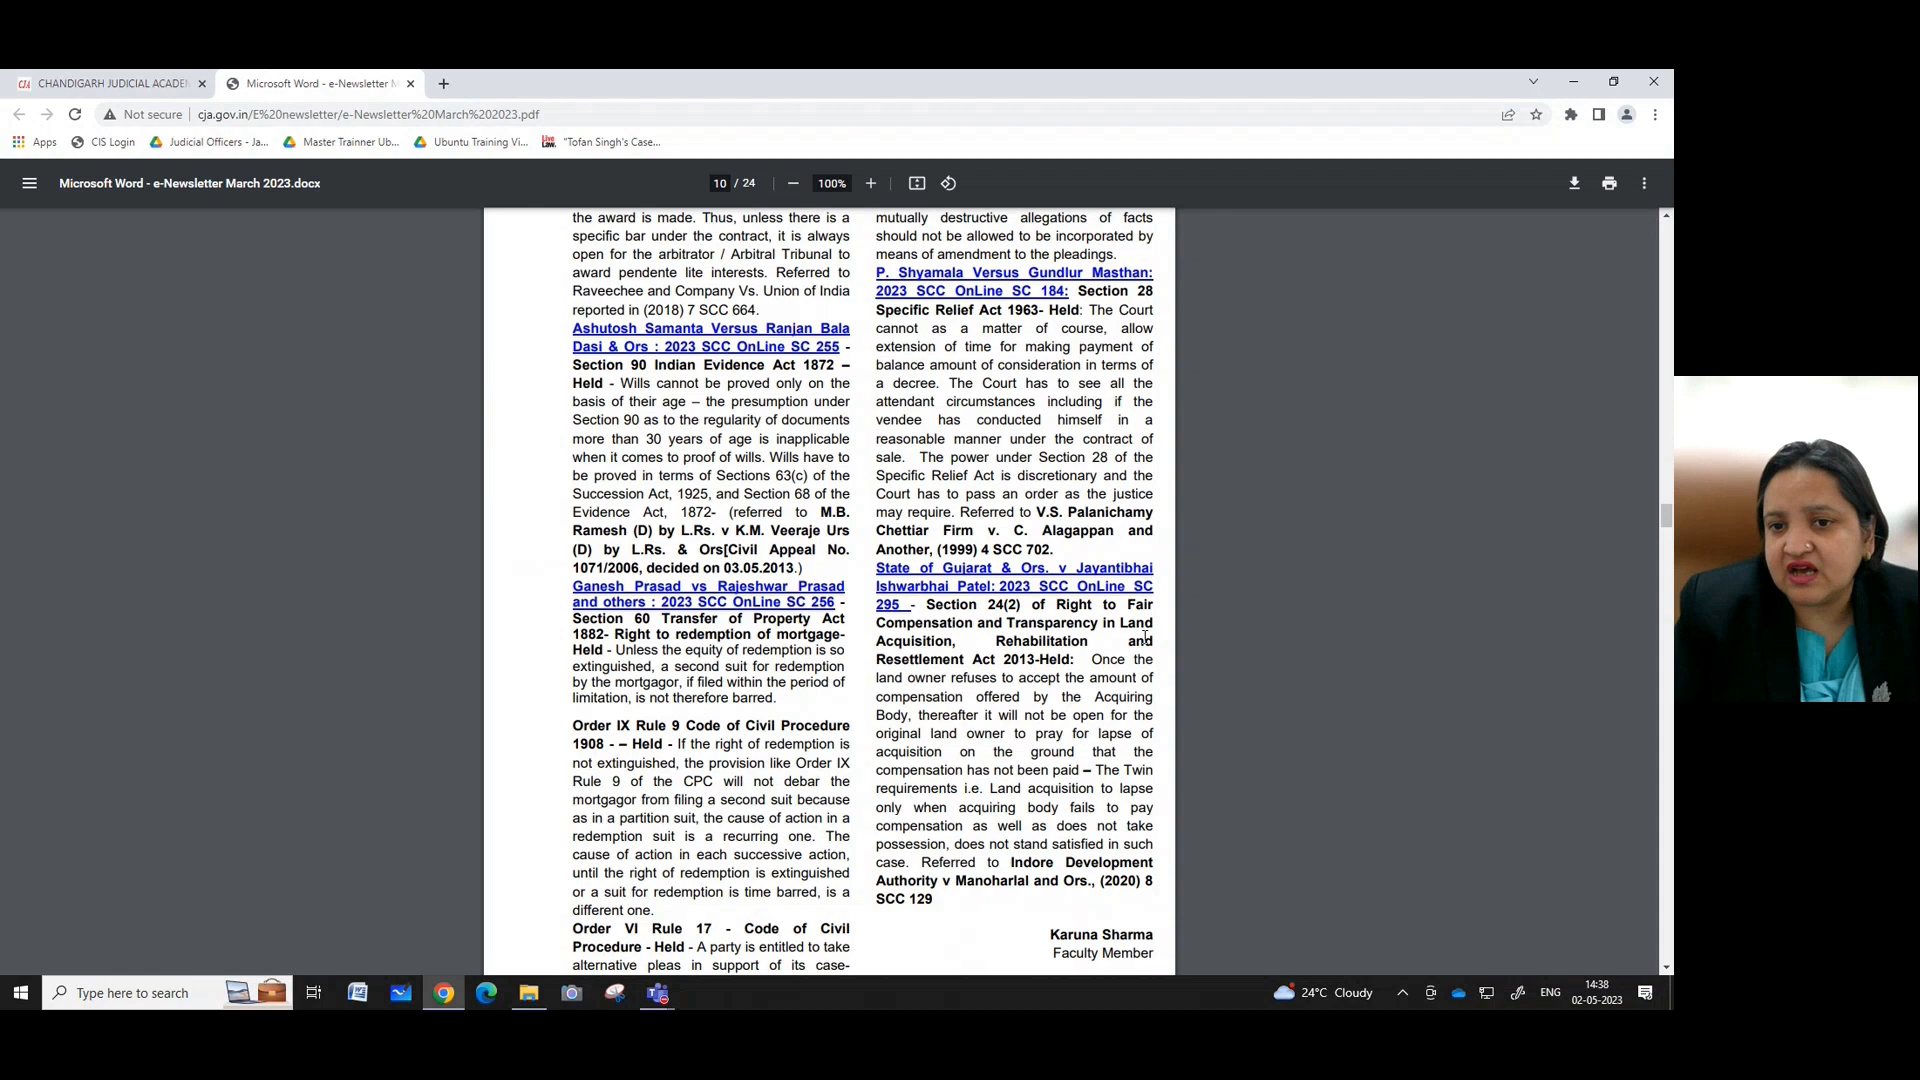 CHANDIGARH JUDICIAL ACADEM
Microsoft Word - e-Newsletter M
Not secure
cja.gov.in/E%20newsletter/e-Newsletter%20March%202023.pdf
Apps
CIS Login
Judicial Officers - Ja...
Master Trainner Ub...
Ubuntu Training Vi...
"Tofan Singh's Case...
Microsoft Word - e-Newsletter March 2023.docx
10 / 24
100%
the award is made. Thus, unless there is a
specific bar under the contract, it is always
open for the arbitrator / Arbitral Tribunal to
award pendente lite interests. Referred to
Raveechee and Company Vs. Union of India
reported in (2018) 7 SCC 664.
Ashutosh Samanta Versus Ranjan Bala
Dasi & Ors : 2023 SCC OnLine SC 255 -
Section 90 Indian Evidence Act 1872 –
Held - Wills cannot be proved only on the
basis of their age – the presumption under
Section 90 as to the regularity of documents
more than 30 years of age is inapplicable
when it comes to proof of wills. Wills have to
be proved in terms of Sections 63(c) of the
Succession Act, 1925, and Section 68 of the
Evidence Act, 1872- (referred to M.B.
Ramesh (D) by L.Rs. v K.M. Veeraje Urs
(D) by L.Rs. & Ors[Civil Appeal No.
1071/2006, decided on 03.05.2013.)
Ganesh Prasad vs Rajeshwar Prasad
and others : 2023 SCC OnLine SC 256 -
Section 60 Transfer of Property Act
1882- Right to redemption of mortgage-
Held - Unless the equity of redemption is so
extinguished, a second suit for redemption
by the mortgagor, if filed within the period of
limitation, is not therefore barred.
Order IX Rule 9 Code of Civil Procedure
1908 - – Held - If the right of redemption is
not extinguished, the provision like Order IX
Rule 9 of the CPC will not debar the
mortgagor from filing a second suit because
as in a partition suit, the cause of action in a
redemption suit is a recurring one. The
cause of action in each successive action,
until the right of redemption is extinguished
or a suit for redemption is time barred, is a
different one.
Order VI Rule 17 - Code of Civil
Procedure - Held - A party is entitled to take
alternative pleas in support of its case-
mutually destructive allegations of facts
should not be allowed to be incorporated by
means of amendment to the pleadings.
P. Shyamala Versus Gundlur Masthan:
2023 SCC OnLine SC 184: Section 28
Specific Relief Act 1963- Held: The Court
cannot as a matter of course, allow
extension of time for making payment of
balance amount of consideration in terms of
a decree. The Court has to see all the
attendant circumstances including if the
vendee has conducted himself in a
reasonable manner under the contract of
sale. The power under Section 28 of the
Specific Relief Act is discretionary and the
Court has to pass an order as the justice
may require. Referred to V.S. Palanichamy
Chettiar Firm v. C. Alagappan and
Another, (1999) 4 SCC 702.
State of Gujarat & Ors. v Jayantibhai
Ishwarbhai Patel: 2023 SCC OnLine SC
295 - Section 24(2) of Right to Fair
Compensation and Transparency in Land
Acquisition, Rehabilitation and
Resettlement Act 2013-Held: Once the
land owner refuses to accept the amount of
compensation offered by the Acquiring
Body, thereafter it will not be open for the
original land owner to pray for lapse of
acquisition on the ground that the
compensation has not been paid – The Twin
requirements i.e. Land acquisition to lapse
only when acquiring body fails to pay
compensation as well as does not take
possession, does not stand satisfied in such
case. Referred to Indore Development
Authority v Manoharlal and Ors., (2020) 8
SCC 129
Karuna Sharma
Faculty Member
Type here to search
24°C Cloudy
ENG
14:38
02-05-2023